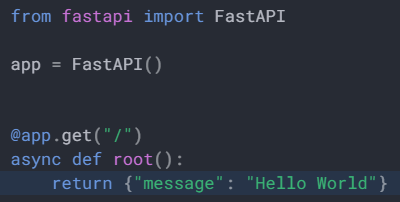 from fastapi import FastAPI

app = FastAPI()


@app.get("/")
async def root():
    return {"message": "Hello World"}